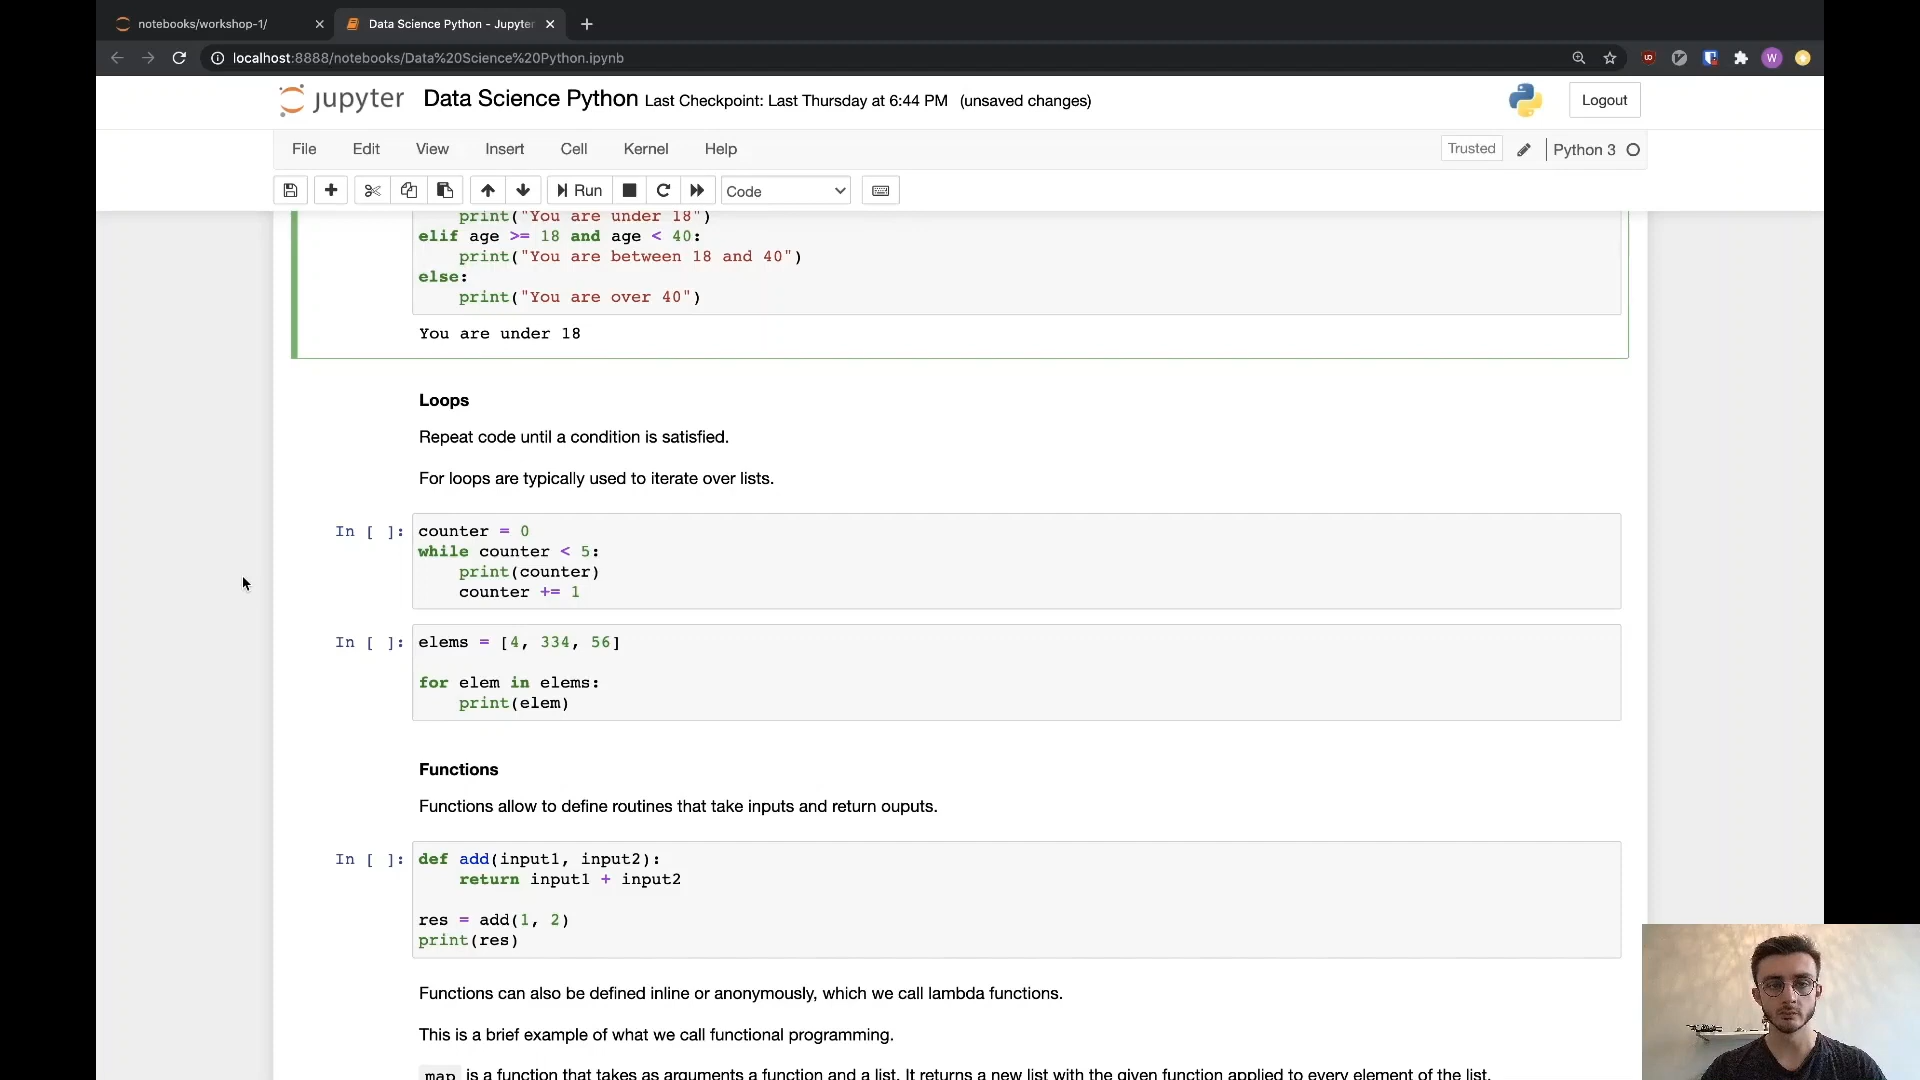 notebooks/workshop-1/
Data Science Python - Jupyter
localhost:8888/notebooks/Data%20Science%20Python.ipynb
W
jupyter Data Science Python Last Checkpoint: Last Thursday at 6:44 PM (unsaved changes)
Logout
File Edit View Insert Cell Kernel Help
Trusted Python 3
Run Code
print("You are under 18")
elif age >= 18 and age < 40:
print("You are between 18 and 40")
else:
print("You are over 40")
You are under 18
Loops
Repeat code until a condition is satisfied.
For loops are typically used to iterate over lists.
In [ ]: counter = 0
while counter < 5:
print(counter)
counter += 1
In [ ]: elems = [4, 334, 56]
for elem in elems:
print(elem)
Functions
Functions allow to define routines that take inputs and return ouputs.
In [ ]: def add(input1, input2):
return input1 + input2
res = add(1, 2)
print(res)
Functions can also be defined inline or anonymously, which we call lambda functions.
This is a brief example of what we call functional programming.
map is a function that takes as arguments a function and a list. It returns a new list with the given function applied to every element of the list.